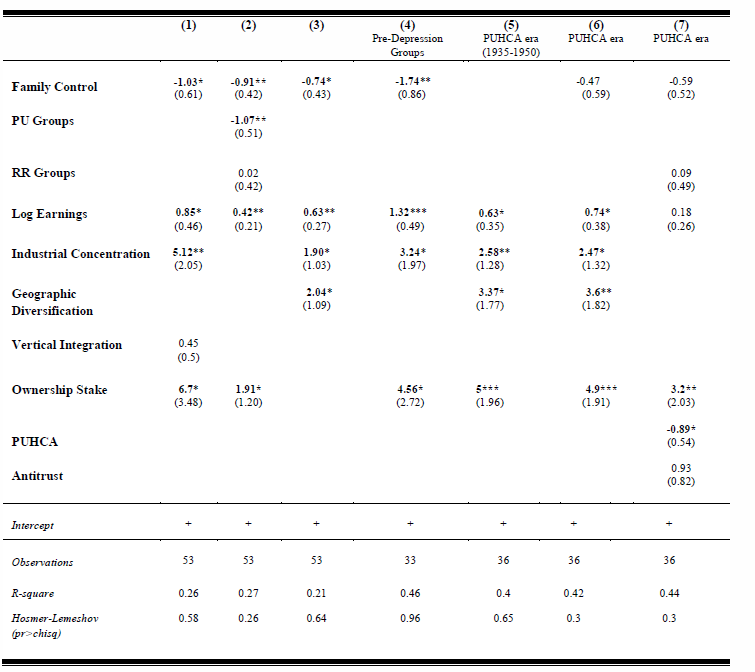 (1) (2) (3) (4) (5) (6) (7)
Pre-Depression PUHCA era PUHCA era PUHCA era
Groups (1935-1950)
Family Control -1.03* -0.91** -0.74* -1.74** -0.47 -0.59
(0.61) (0.42) (0.43) (0.86) (0.59) (0.52)
PU Groups -1.07**
(0.51)
RR Groups 0.02 0.09
(0.42) (0.49)
Log Earnings 0.85* 0.42** 0.63** 1.32*** 0.63* 0.74* 0.18
(0.46) (0.21) (0.27) (0.49) (0.35) (0.38) (0.26)
Industrial Concentration 5.12** 1.90* 3.24* 2.58** 2.47*
(2.05) (1.03) (1.97) (1.28) (1.32)
Geographic 2.04* 3.37* 3.6**
Diversification (1.09) (1.77) (1.82)
Vertical Integration 0.45
(0.5)
Ownership Stake 6.7* 1.91* 4.56* 5*** 4.9*** 3.2**
(3.48) (1.20) (2.72) (1.96) (1.91) (2.03)
PUHCA -0.89*
(0.54)
Antitrust 0.93
(0.82)
Intercept + + + + + + +
Observations 53 53 53 33 36 36 36
R-square 0.26 0.27 0.21 0.46 0.4 0.42 0.44
Hosmer-Lemeshov 0.58 0.26 0.64 0.96 0.65 0.3 0.3
(pr>chisq)